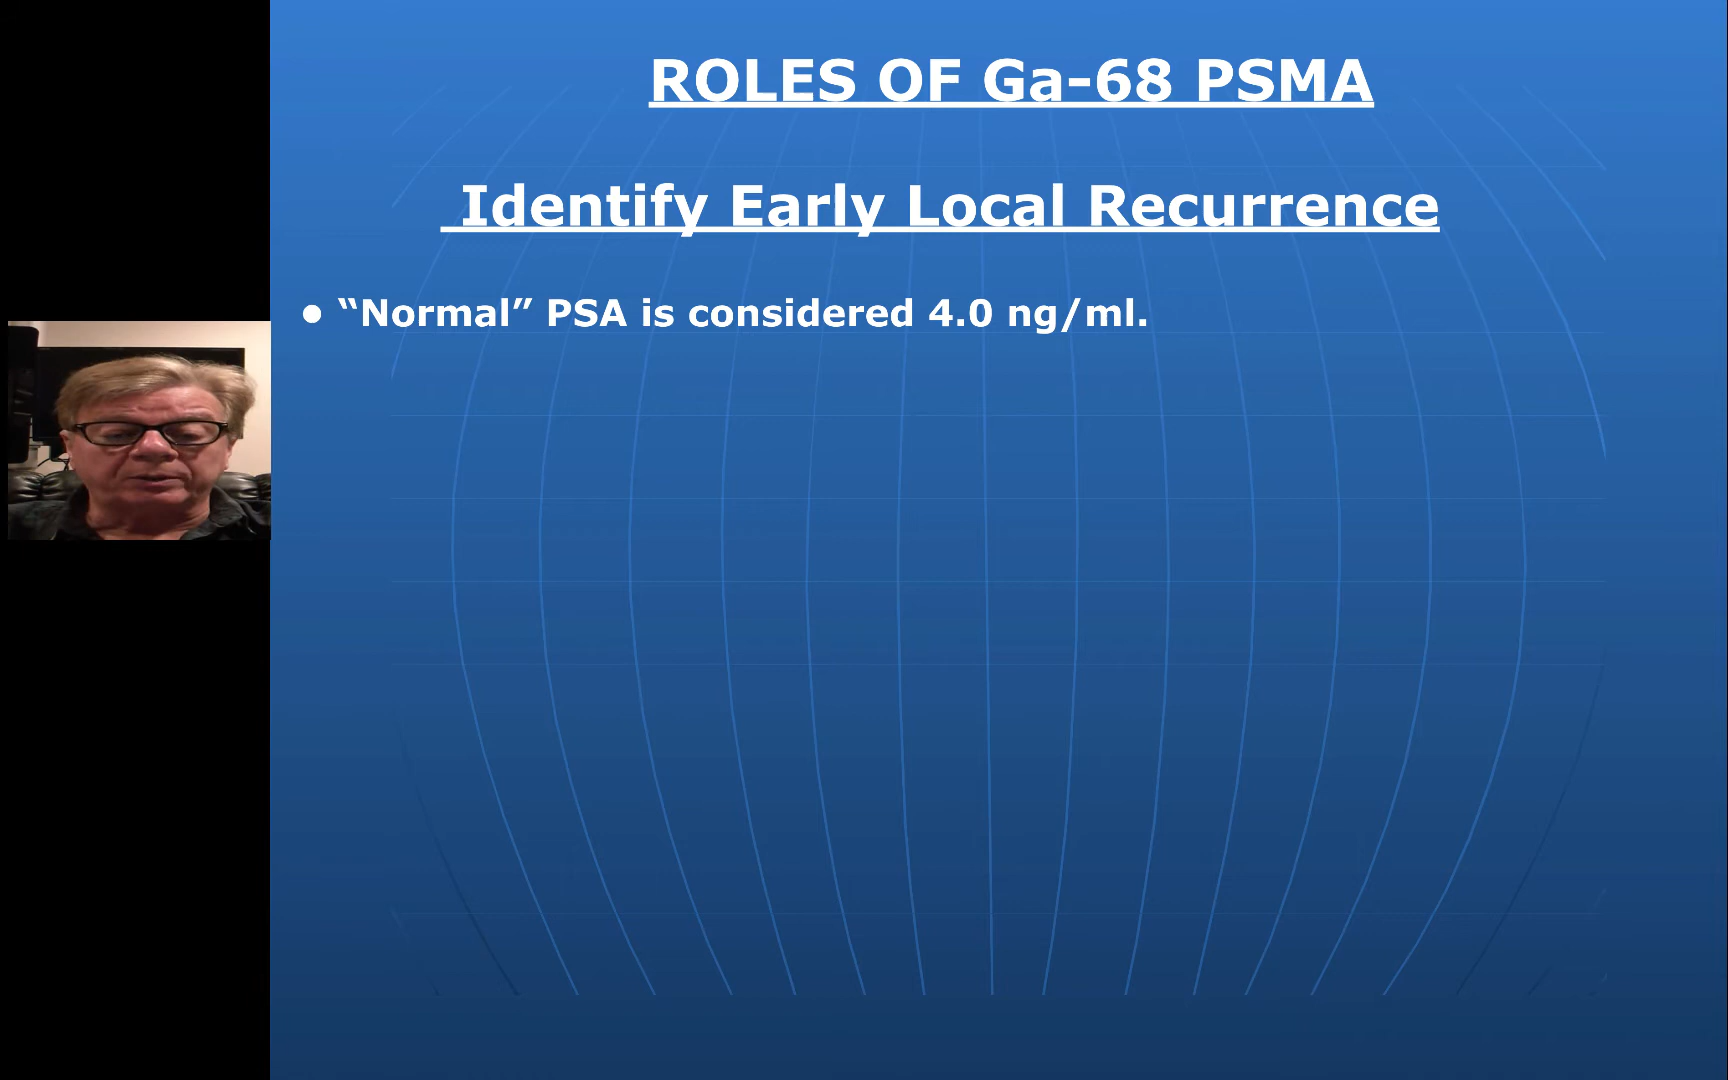 ROLES OF Ga-68 PSMA
Identify Early Local Recurrence
● “Normal” PSA is considered 4.0 ng/ml.